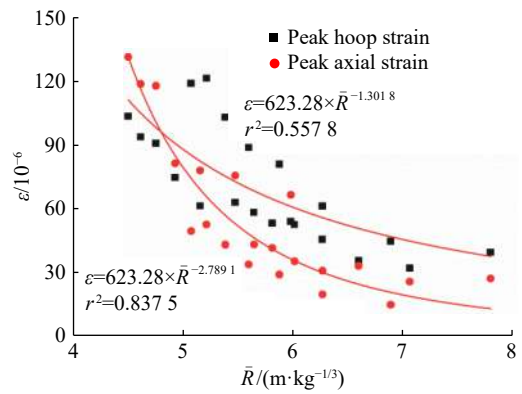 150
120
90
60
30
0
ε/10⁻⁶
■ Peak hoop strain
● Peak axial strain
ε=623.28×R̄⁻¹·³⁰¹ ⁸
r²=0.557 8
ε=623.28×R̄⁻²·⁷⁸⁹ ¹
r²=0.837 5
4 5 6 7 8
R̄/(m·kg⁻¹ᐟ³)